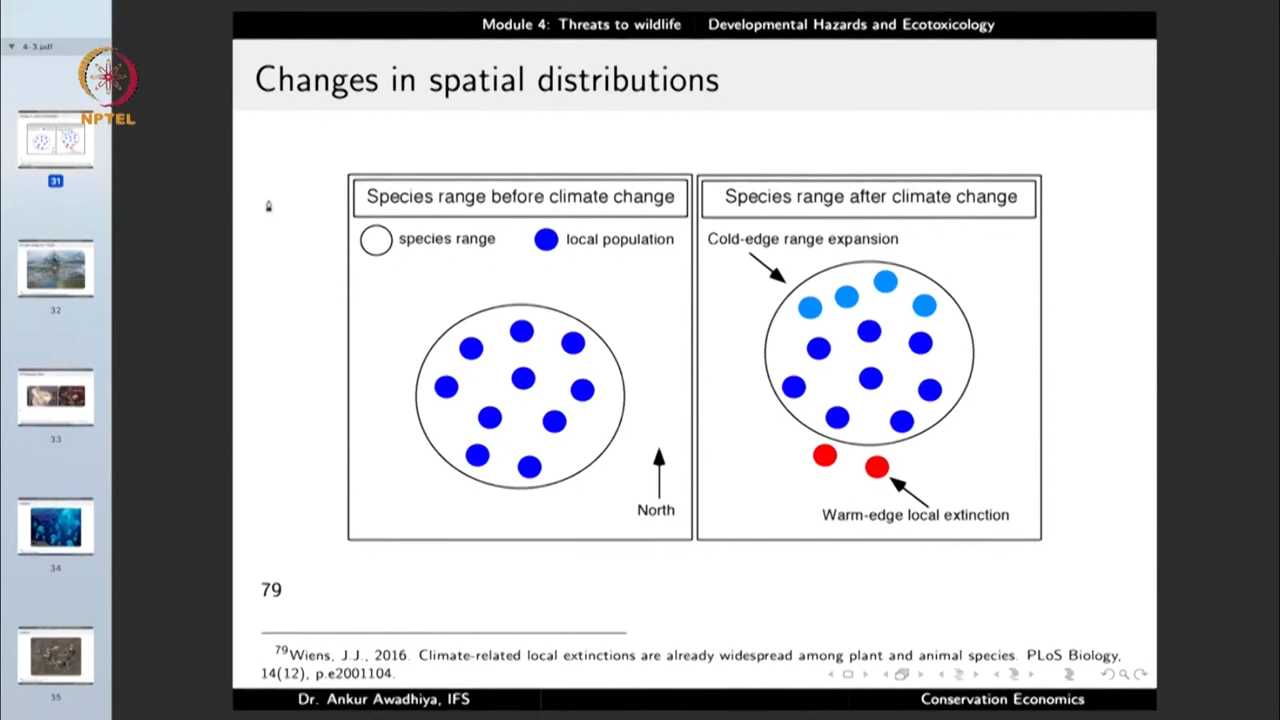 Module 4: Threats to wildlife Developmental Hazards and Ecotoxicology
4-3.pdf
NPTEL
Changes in spatial distributions
31
32
33
34
35
Species range before climate change
species range
local population
North
Species range after climate change
Cold-edge range expansion
Warm-edge local extinction
79
79Wiens, J.J., 2016. Climate-related local extinctions are already widespread among plant and animal species. PLoS Biology,
14(12), p.e2001104.
Dr. Ankur Awadhiya, IFS Conservation Economics